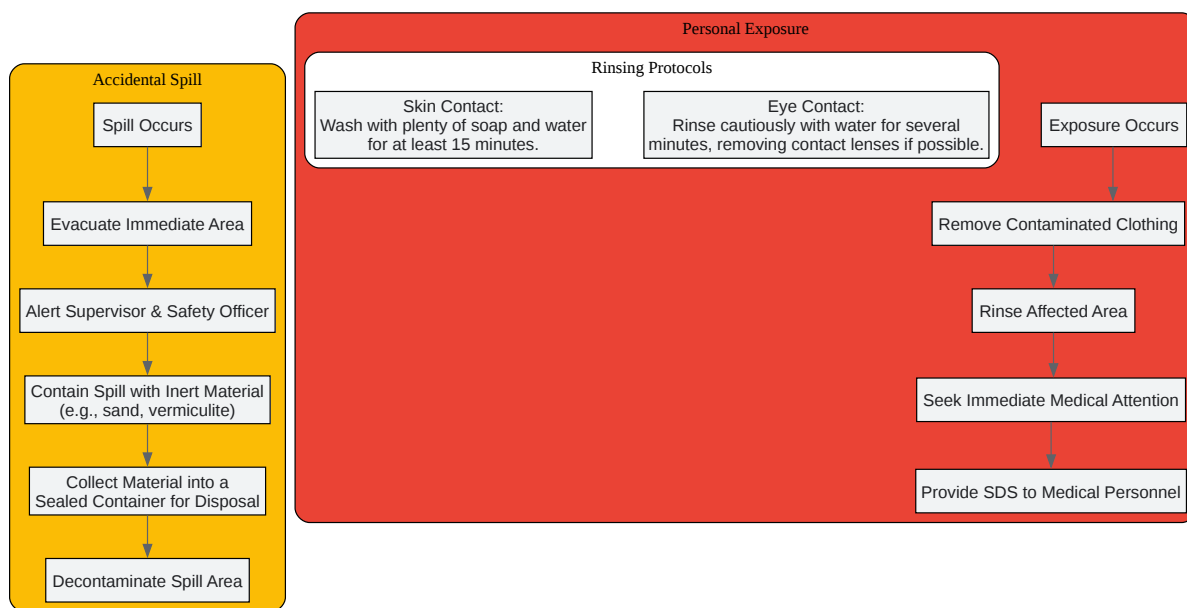 Accidental Spill
Spill Occurs
Evacuate Immediate Area
Alert Supervisor & Safety Officer
Contain Spill with Inert Material
(e.g., sand, vermiculite)
Collect Material into a
Sealed Container for Disposal
Decontaminate Spill Area
Personal Exposure
Rinsing Protocols
Skin Contact:
Wash with plenty of soap and water
for at least 15 minutes.
Eye Contact:
Rinse cautiously with water for several
minutes, removing contact lenses if possible.
Exposure Occurs
Remove Contaminated Clothing
Rinse Affected Area
Seek Immediate Medical Attention
Provide SDS to Medical Personnel